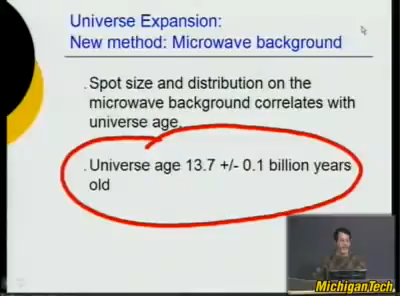 Universe Expansion:
New method: Microwave background
. Spot size and distribution on the
microwave background correlates with
universe age.
. Universe age 13.7 +/- 0.1 billion years
old
MichiganTech